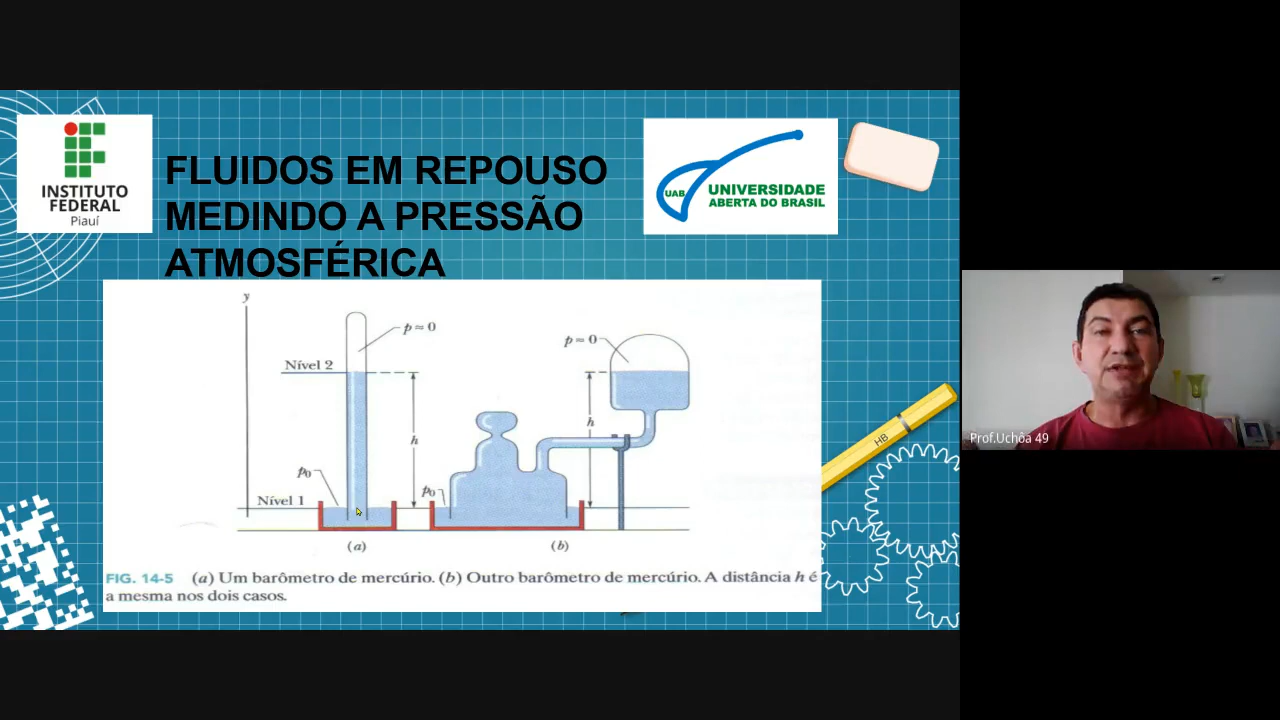 INSTITUTO
FEDERAL
Piauí
FLUIDOS EM REPOUSO
MEDINDO A PRESSÃO
ATMOSFÉRICA
UAB
UNIVERSIDADE
ABERTA DO BRASIL
y
p≈0
p≈0
Nível 2
h
h
p0
p0
Nível 1
(a)
(b)
FIG. 14-5 (a) Um barômetro de mercúrio. (b) Outro barômetro de mercúrio. A distância h é
a mesma nos dois casos.
HB
Prof.Uchôa 49